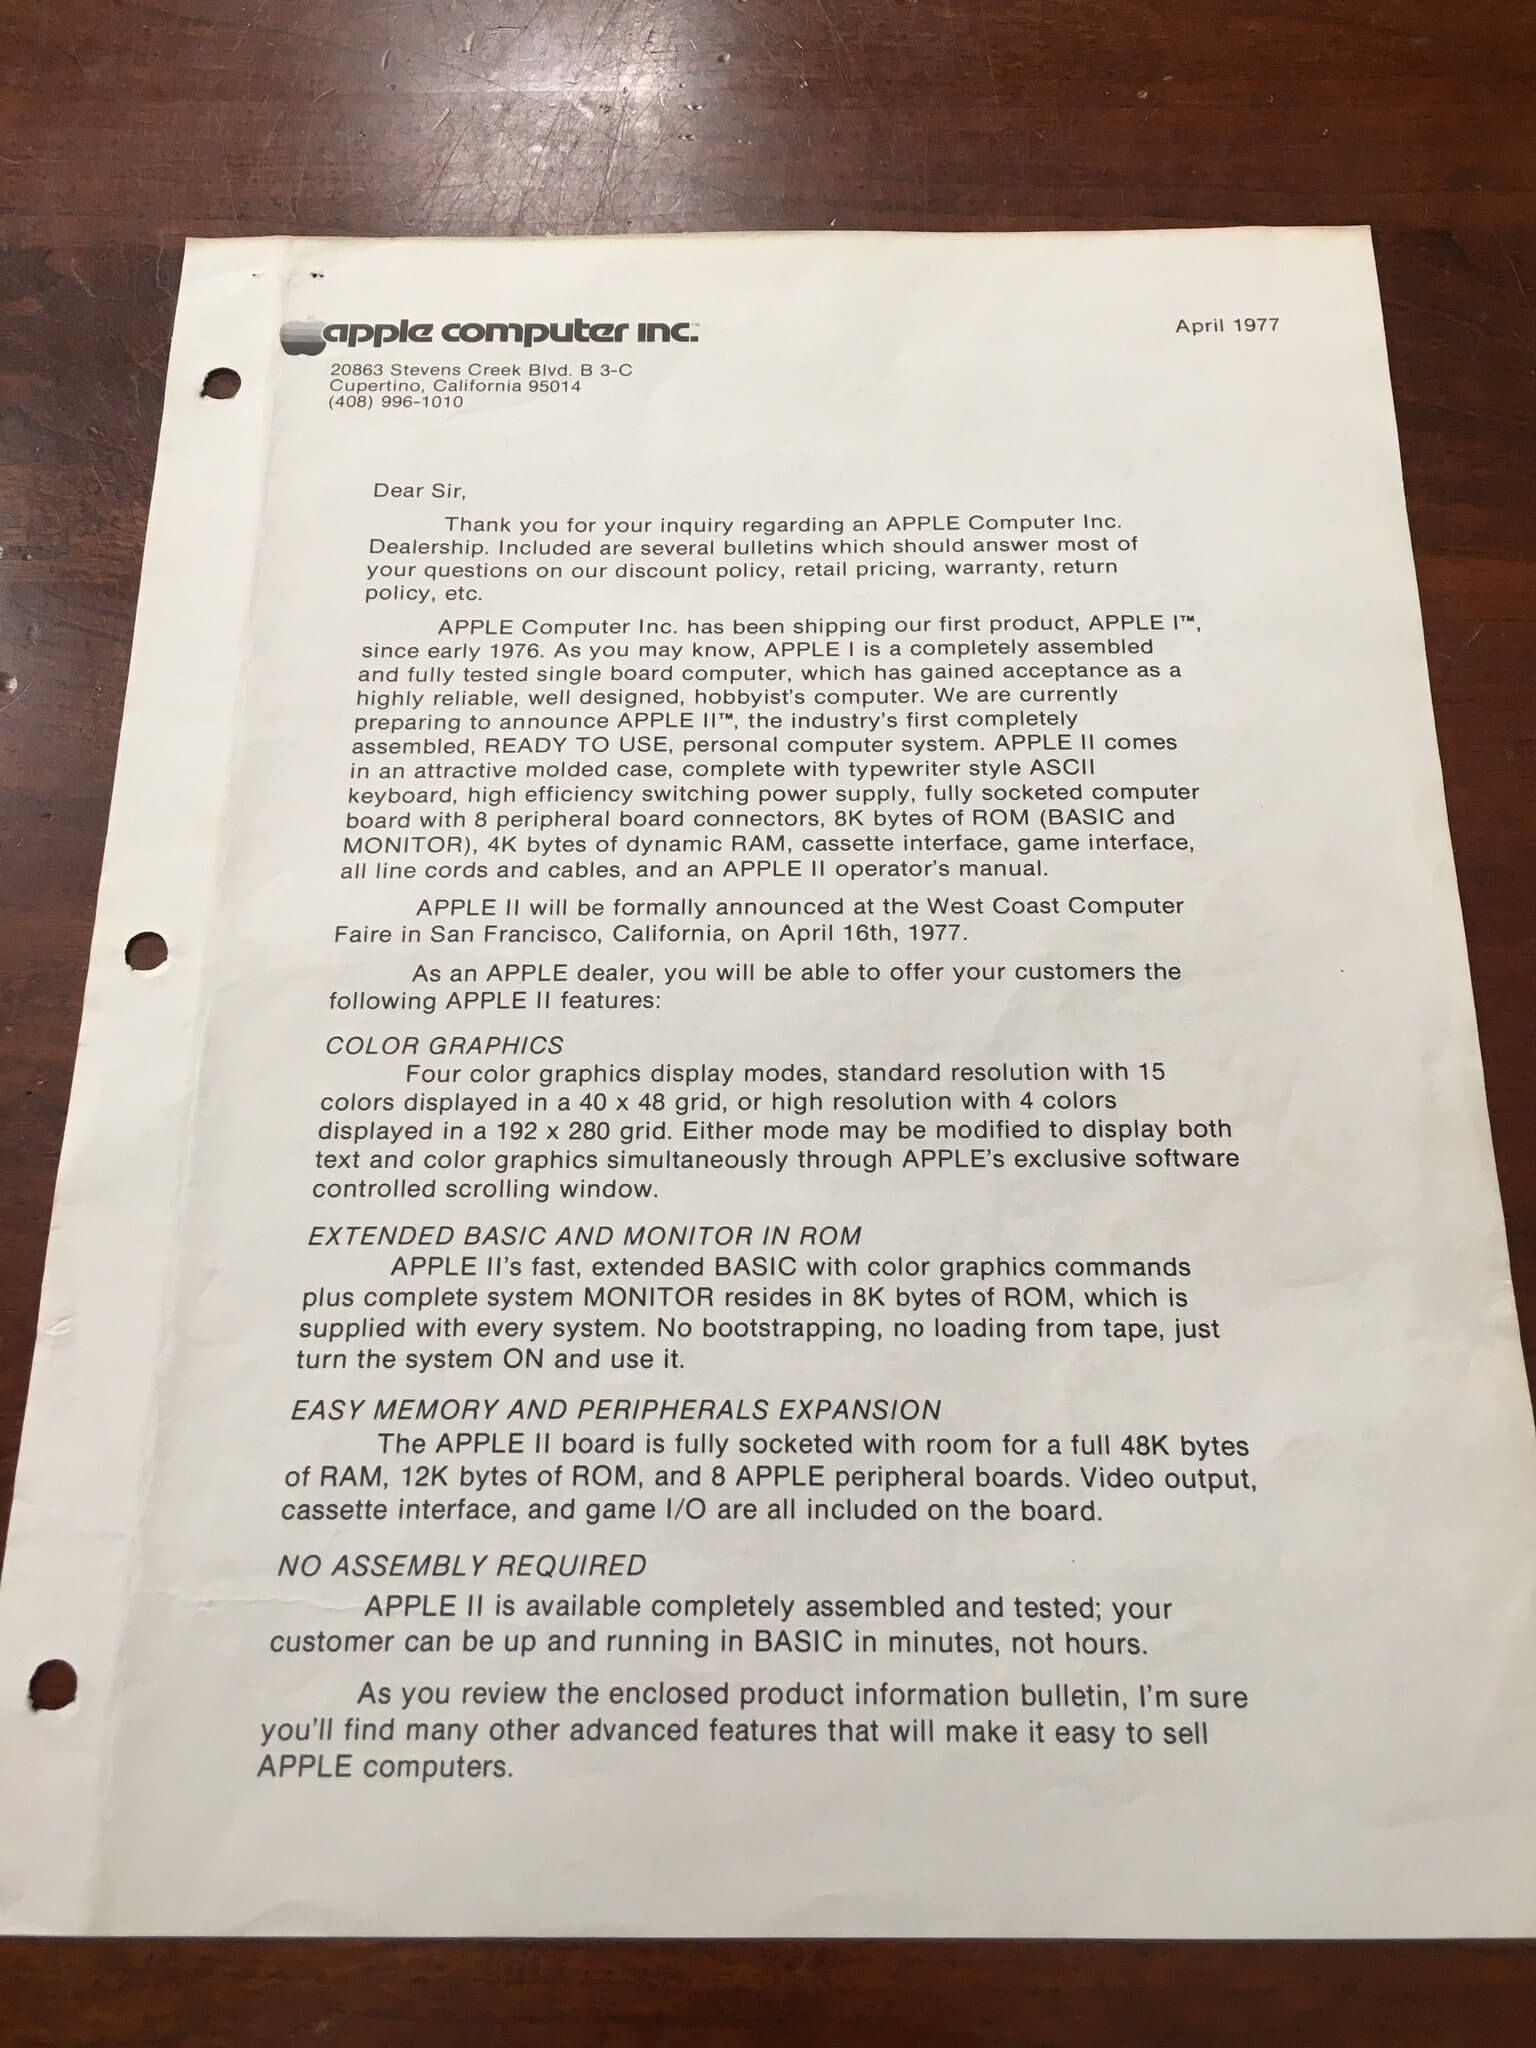 apple computer inc.™
April 1977
20863 Stevens Creek Blvd. B 3-C
Cupertino, California 95014
(408) 996-1010
Dear Sir,
Thank you for your inquiry regarding an APPLE Computer Inc.
Dealership. Included are several bulletins which should answer most of
your questions on our discount policy, retail pricing, warranty, return
policy, etc.
APPLE Computer Inc. has been shipping our first product, APPLE I™,
since early 1976. As you may know, APPLE I is a completely assembled
and fully tested single board computer, which has gained acceptance as a
highly reliable, well designed, hobbyist's computer. We are currently
preparing to announce APPLE II™, the industry's first completely
assembled, READY TO USE, personal computer system. APPLE II comes
in an attractive molded case, complete with typewriter style ASCII
keyboard, high efficiency switching power supply, fully socketed computer
board with 8 peripheral board connectors, 8K bytes of ROM (BASIC and
MONITOR), 4K bytes of dynamic RAM, cassette interface, game interface,
all line cords and cables, and an APPLE II operator's manual.
APPLE II will be formally announced at the West Coast Computer
Faire in San Francisco, California, on April 16th, 1977.
As an APPLE dealer, you will be able to offer your customers the
following APPLE II features:
COLOR GRAPHICS
Four color graphics display modes, standard resolution with 15
colors displayed in a 40 x 48 grid, or high resolution with 4 colors
displayed in a 192 x 280 grid. Either mode may be modified to display both
text and color graphics simultaneously through APPLE's exclusive software
controlled scrolling window.
EXTENDED BASIC AND MONITOR IN ROM
APPLE II's fast, extended BASIC with color graphics commands
plus complete system MONITOR resides in 8K bytes of ROM, which is
supplied with every system. No bootstrapping, no loading from tape, just
turn the system ON and use it.
EASY MEMORY AND PERIPHERALS EXPANSION
The APPLE II board is fully socketed with room for a full 48K bytes
of RAM, 12K bytes of ROM, and 8 APPLE peripheral boards. Video output,
cassette interface, and game I/O are all included on the board.
NO ASSEMBLY REQUIRED
APPLE II is available completely assembled and tested; your
customer can be up and running in BASIC in minutes, not hours.
As you review the enclosed product information bulletin, I'm sure
you'll find many other advanced features that will make it easy to sell
APPLE computers.